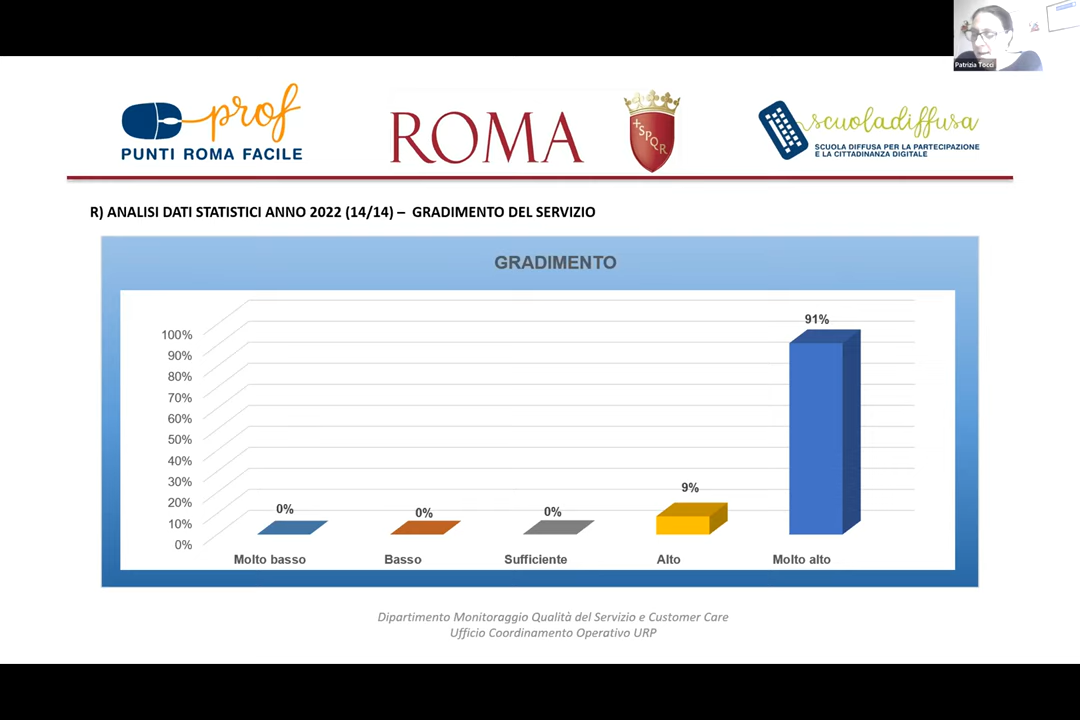 Patrizia Tocci
prof
PUNTI ROMA FACILE
ROMA
SPQR
scuoladiffusa
SCUOLA DIFFUSA PER LA PARTECIPAZIONE
E LA CITTADINANZA DIGITALE
R) ANALISI DATI STATISTICI ANNO 2022 (14/14) – GRADIMENTO DEL SERVIZIO
GRADIMENTO
100%
90%
80%
70%
60%
50%
40%
30%
20%
10%
0%
0%
0%
0%
9%
91%
Molto basso
Basso
Sufficiente
Alto
Molto alto
Dipartimento Monitoraggio Qualità del Servizio e Customer Care
Ufficio Coordinamento Operativo URP